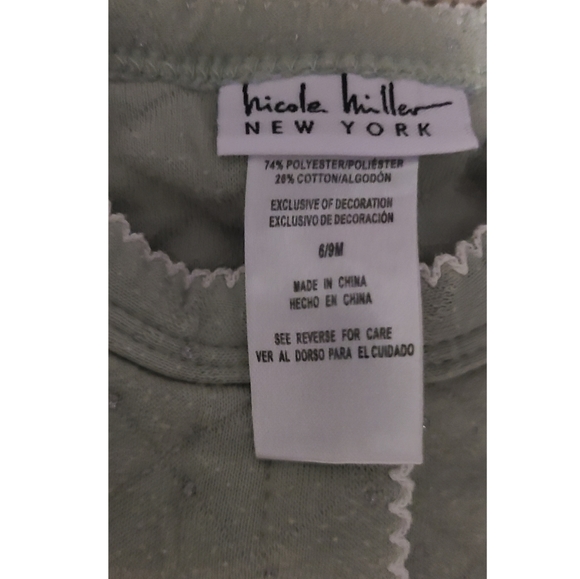 nicole miller
NEW YORK
74% POLYESTER/POLIÉSTER
26% COTTON/ALGODÓN
EXCLUSIVE OF DECORATION
EXCLUSIVO DE DECORACIÓN
6/9M
MADE IN CHINA
HECHO EN CHINA
SEE REVERSE FOR CARE
VER AL DORSO PARA EL CUIDADO